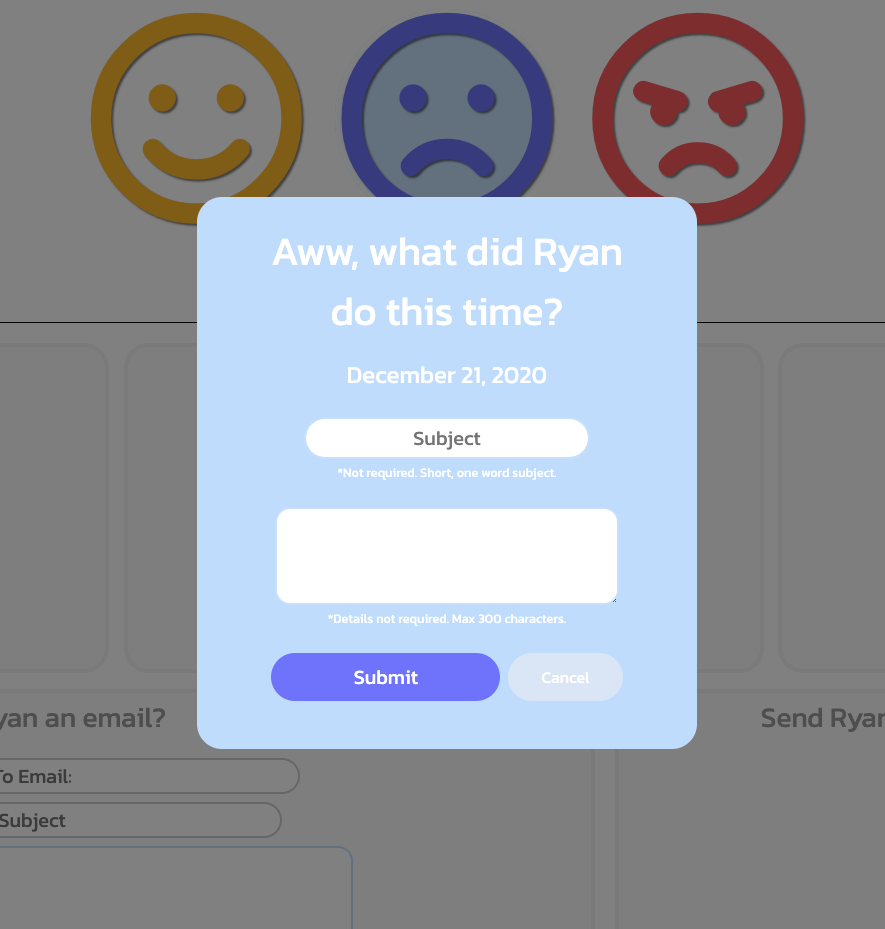 Aww, what did Ryan
do this time?
December 21, 2020
Subject
*Not required. Short, one word subject.
*Details not required. Max 300 characters.
Submit
Cancel
yan an email?
Send Ryan
To Email:
Subject